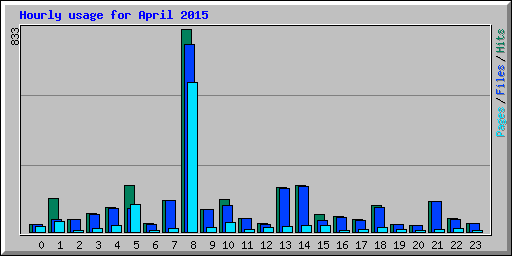 Hourly usage for April 2015
833
Pages/Files/Hits
0 1 2 3 4 5 6 7 8 9 10 11 12 13 14 15 16 17 18 19 20 21 22 23